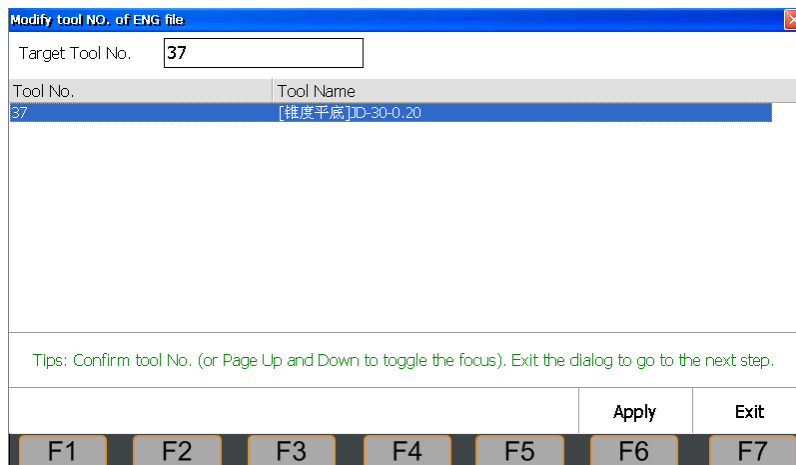 Modify tool NO. of ENG file
Target Tool No. 37
Tool No. Tool Name
37 [锥度平底]JD-30-0.20
Tips: Confirm tool No. (or Page Up and Down to toggle the focus). Exit the dialog to go to the next step.
Apply Exit
F1 F2 F3 F4 F5 F6 F7